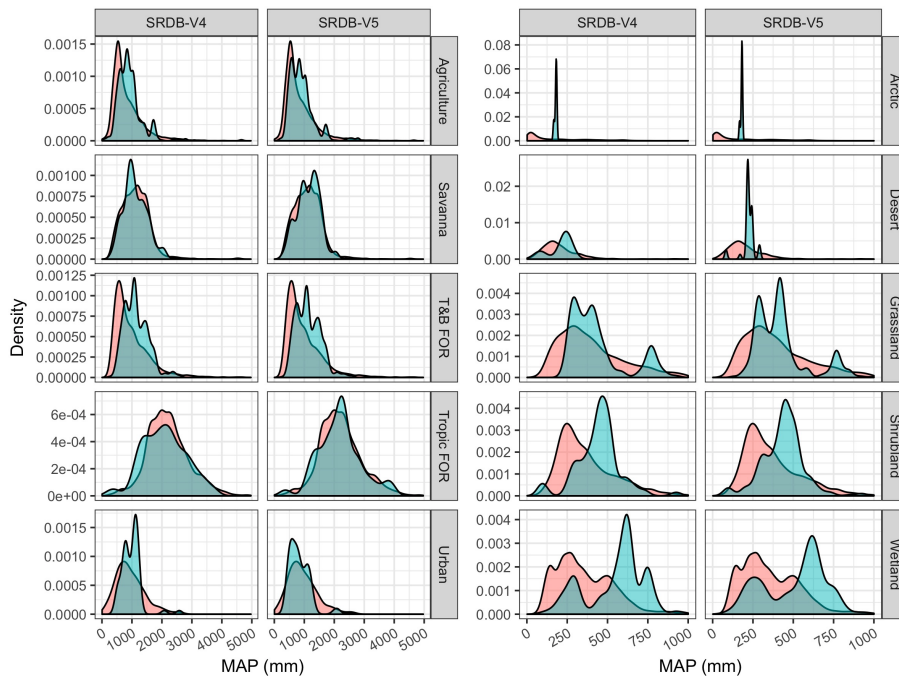 SRDB-V4 SRDB-V5 SRDB-V4 SRDB-V5
0.0015
0.0010
0.0005
0.0000
Agriculture
0.08
0.06
0.04
0.02
0.00
Arctic
0.00100
0.00075
0.00050
0.00025
0.00000
Savanna
0.02
0.01
0.00
Desert
0.00125
0.00100
0.00075
0.00050
0.00025
0.00000
T&B FOR
0.004
0.003
0.002
0.001
0.000
Grassland
6e-04
4e-04
2e-04
0e+00
Tropic FOR
0.004
0.003
0.002
0.001
0.000
Shrubland
0.0015
0.0010
0.0005
0.0000
Urban
0.004
0.003
0.002
0.001
0.000
Wetland
Density
0 1000 2000 3000 4000 5000 0 1000 2000 3000 4000 5000
0 250 500 750 1000 0 250 500 750 1000
MAP (mm) MAP (mm)